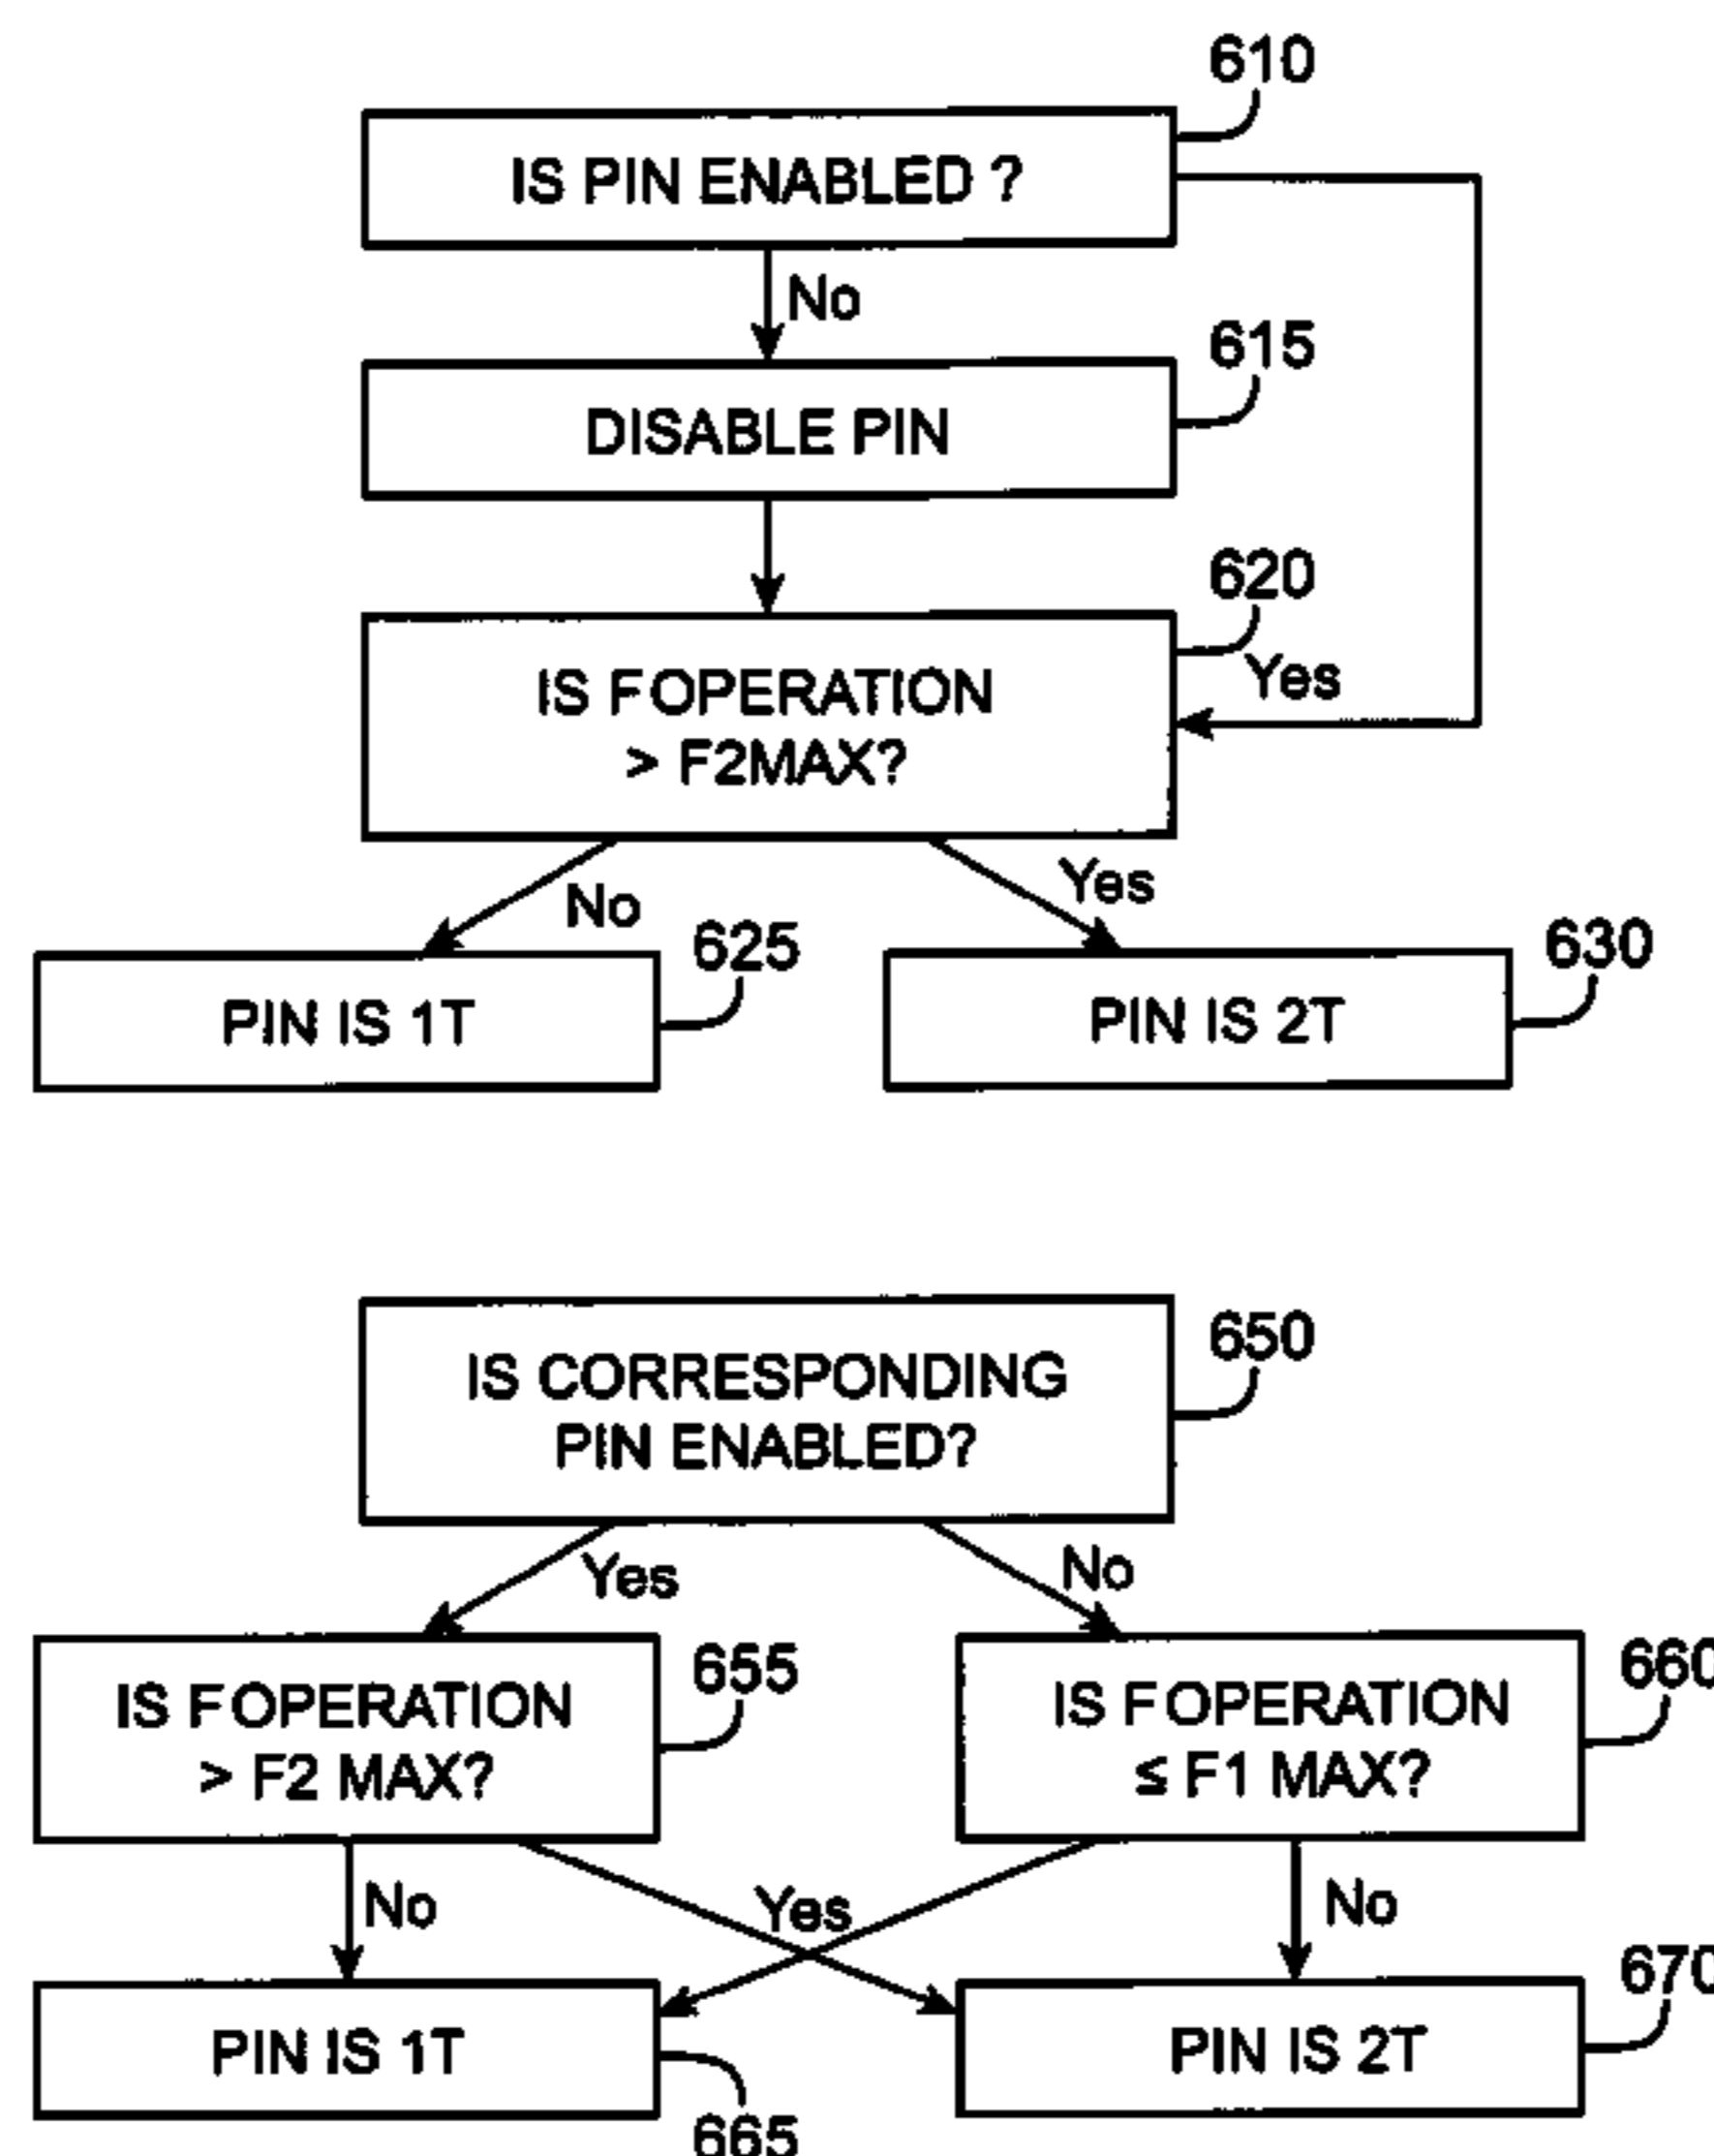 610
IS PIN ENABLED ?
No
615
DISABLE PIN
620
IS FOPERATION
> F2MAX?
Yes
No
Yes
625
630
PIN IS 1T
PIN IS 2T
650
IS CORRESPONDING
PIN ENABLED?
Yes
No
655
660
IS FOPERATION
> F2 MAX?
IS FOPERATION
≤ F1 MAX?
No
Yes
No
670
PIN IS 1T
PIN IS 2T
665